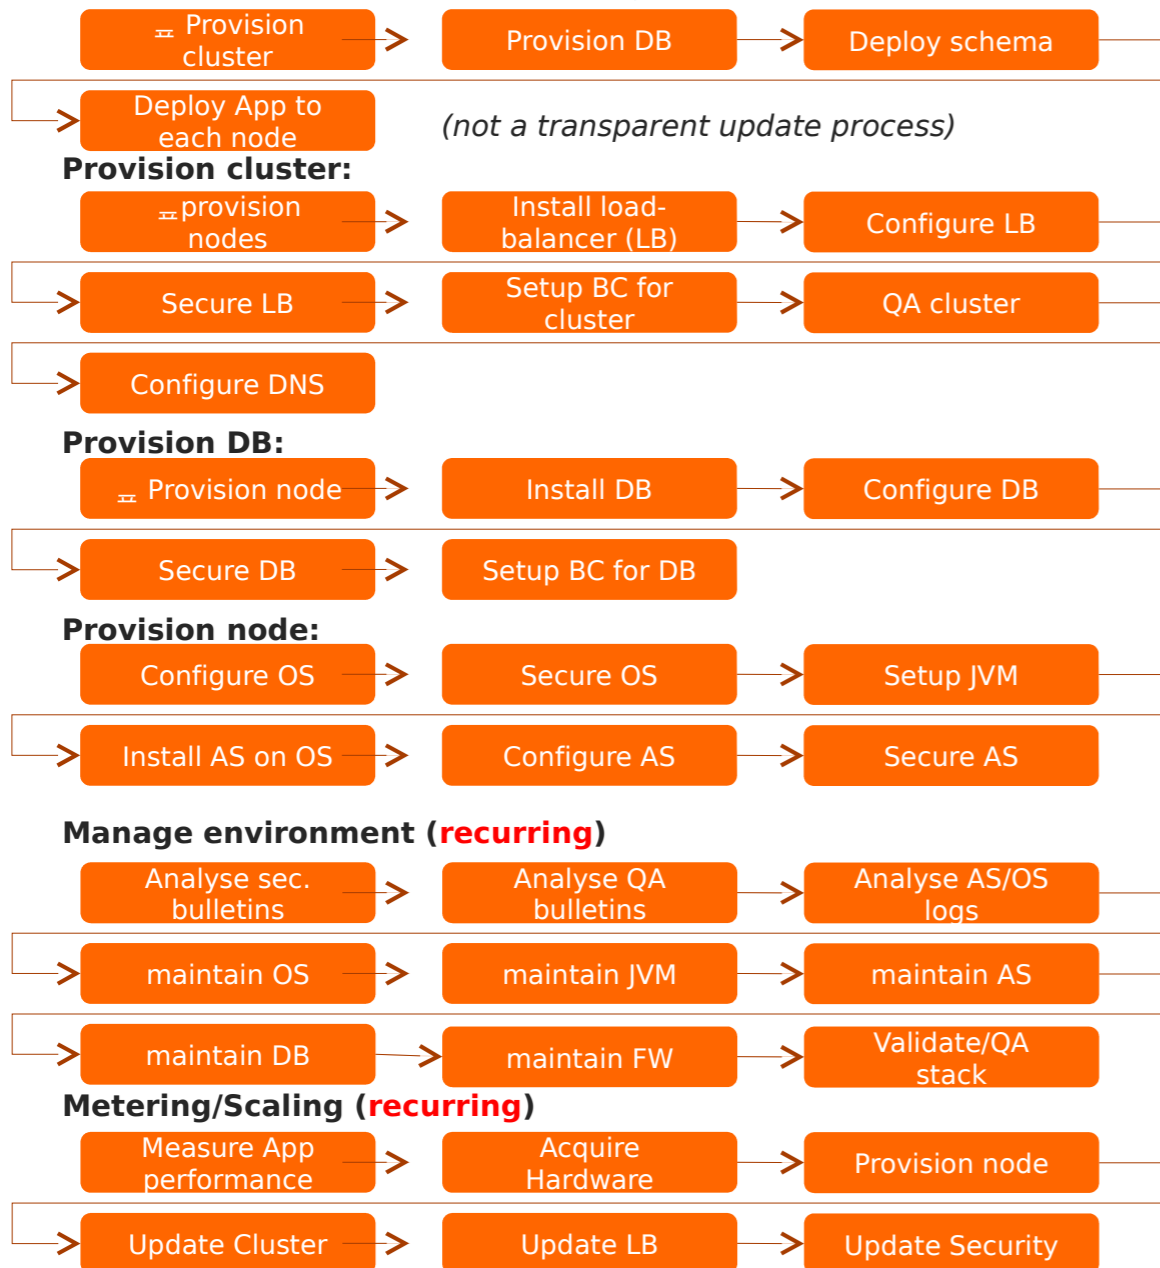 Provision
cluster
Provision DB
Deploy schema
Deploy App to
each node
(not a transparent update process)
Provision cluster:
provision
nodes
Install load-
balancer (LB)
Configure LB
Secure LB
Setup BC for
cluster
QA cluster
Configure DNS
Provision DB:
Provision node
Install DB
Configure DB
Secure DB
Setup BC for DB
Provision node:
Configure OS
Secure OS
Setup JVM
Install AS on OS
Configure AS
Secure AS
Manage environment (recurring)
Analyse sec.
bulletins
Analyse QA
bulletins
Analyse AS/OS
logs
maintain OS
maintain JVM
maintain AS
maintain DB
maintain FW
Validate/QA
stack
Metering/Scaling (recurring)
Measure App
performance
Acquire
Hardware
Provision node
Update Cluster
Update LB
Update Security